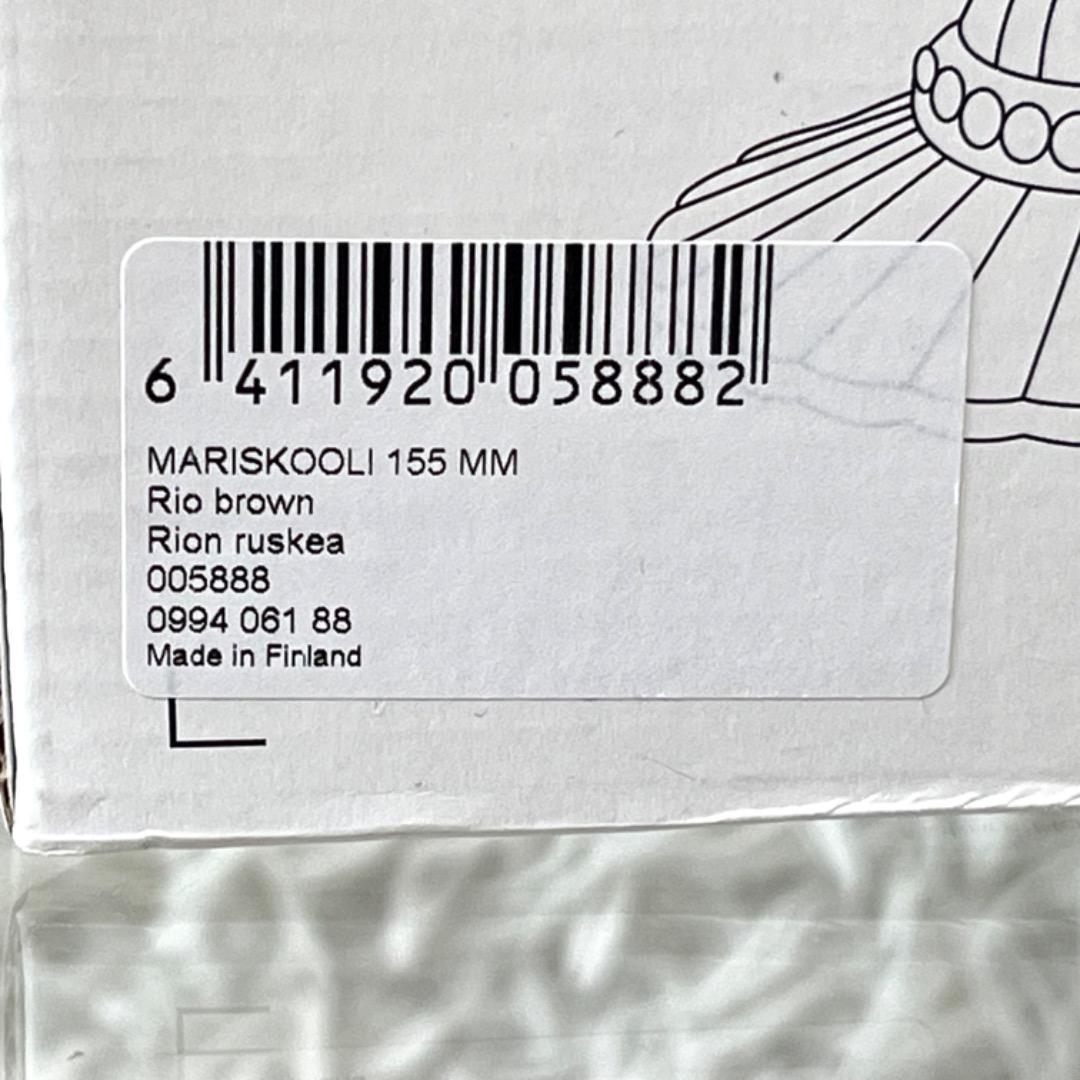 6 411920 058882
MARISKOOLI 155 MM
Rio brown
Rion ruskea
005888
0994 061 88
Made in Finland